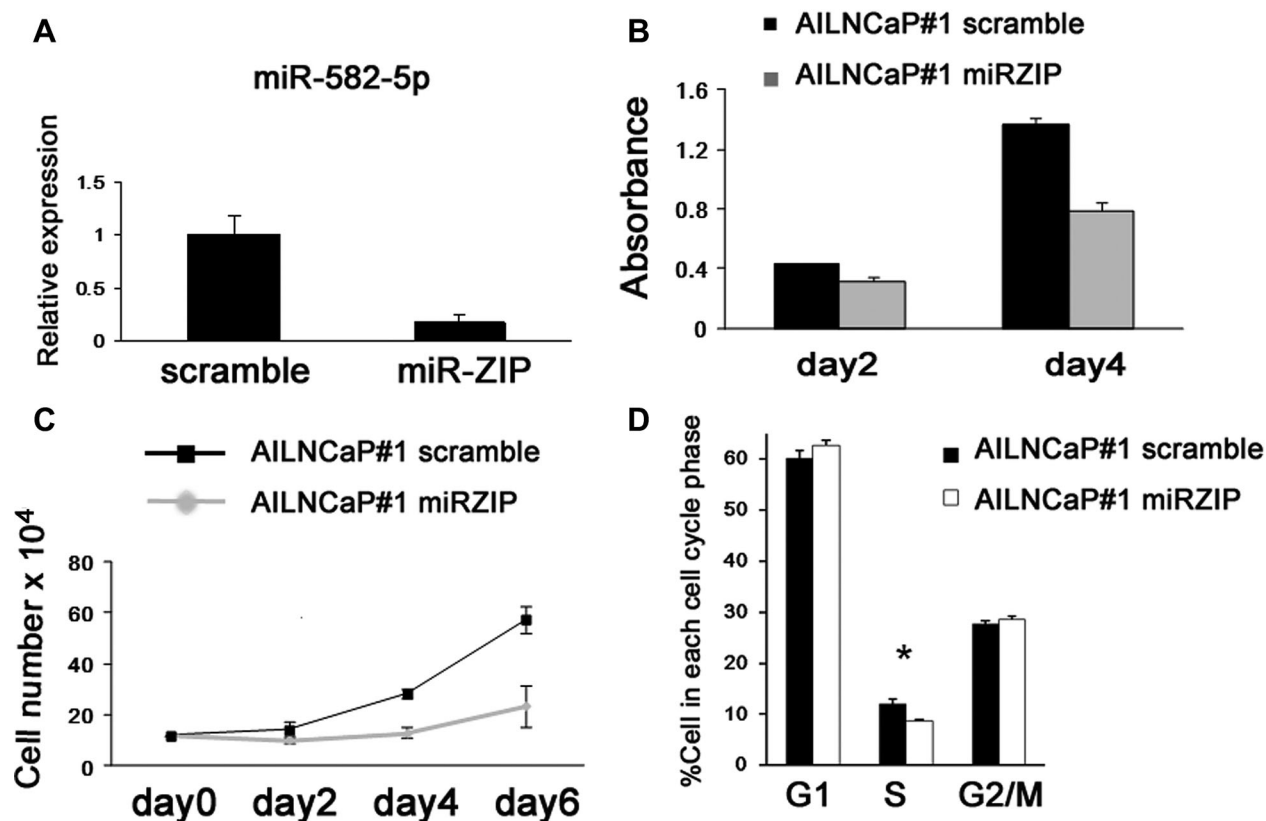 A
miR-582-5p
Relative expression
1.5
1
0.5
0
scramble
miR-ZIP
B
AILNCaP#1 scramble
AILNCaP#1 miRZIP
Absorbance
1.6
1.2
0.8
0.4
0
day2
day4
C
AILNCaP#1 scramble
AILNCaP#1 miRZIP
Cell number x 10⁴
80
60
40
20
0
day0
day2
day4
day6
D
AILNCaP#1 scramble
AILNCaP#1 miRZIP
%Cell in each cell cycle phase
60
50
40
30
20
10
0
*
G1
S
G2/M